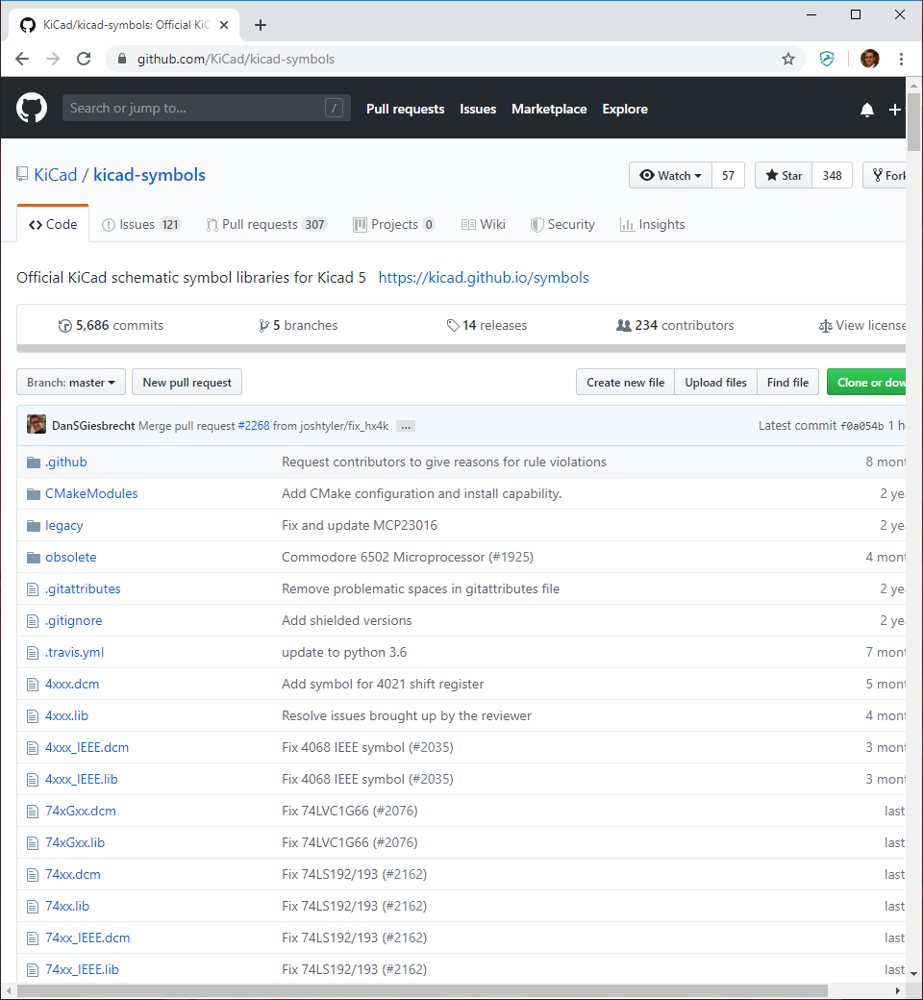 KiCad/kicad-symbols: Official KiC
github.com/KiCad/kicad-symbols
Search or jump to... / Pull requests Issues Marketplace Explore
KiCad / kicad-symbols Watch 57 Star 348 Fork
Code Issues 121 Pull requests 307 Projects 0 Wiki Security Insights
Official KiCad schematic symbol libraries for Kicad 5 https://kicad.github.io/symbols
5,686 commits 5 branches 14 releases 234 contributors View license
Branch: master New pull request Create new file Upload files Find file Clone or dow
DanSGiesbrecht Merge pull request #2268 from joshtyler/fix_hx4k ... Latest commit f0a054b 1 h
.github Request contributors to give reasons for rule violations 8 mont
CMakeModules Add CMake configuration and install capability. 2 yea
legacy Fix and update MCP23016 2 yea
obsolete Commodore 6502 Microprocessor (#1925) 4 mont
.gitattributes Remove problematic spaces in gitattributes file 2 yea
.gitignore Add shielded versions 2 yea
.travis.yml update to python 3.6 7 mont
4xxx.dcm Add symbol for 4021 shift register 5 mont
4xxx.lib Resolve issues brought up by the reviewer 4 mont
4xxx_IEEE.dcm Fix 4068 IEEE symbol (#2035) 3 mont
4xxx_IEEE.lib Fix 4068 IEEE symbol (#2035) 3 mont
74xGxx.dcm Fix 74LVC1G66 (#2076) last
74xGxx.lib Fix 74LVC1G66 (#2076) last
74xx.dcm Fix 74LS192/193 (#2162) last
74xx.lib Fix 74LS192/193 (#2162) last
74xx_IEEE.dcm Fix 74LS192/193 (#2162) last
74xx_IEEE.lib Fix 74LS192/193 (#2162) last